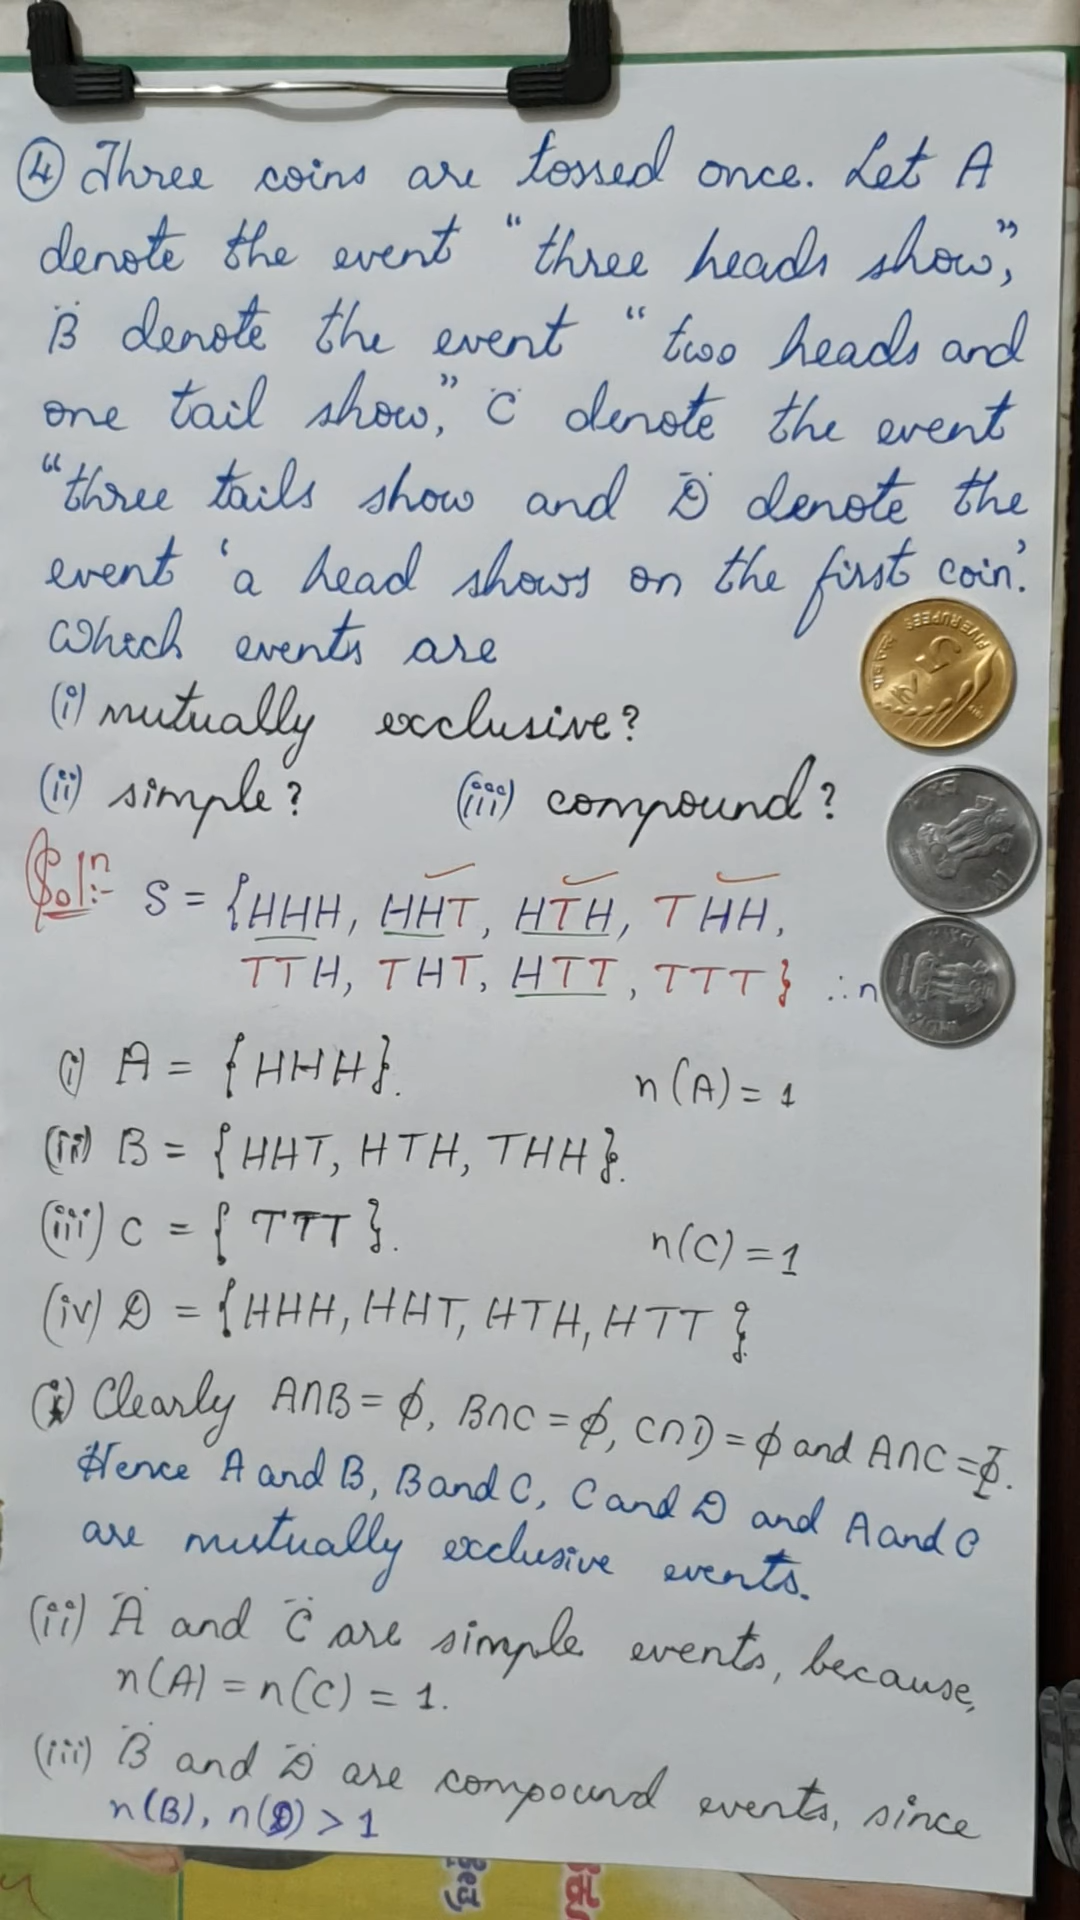 ④ Three coins are tossed once. Let A
denote the event "three heads show",
B denote the event "two heads and
one tail show," C denote the event
"three tails show and D denote the
event 'a head shows on the first coin'.
Which events are
(i) mutually exclusive?
(ii) simple? (iii) compound?
Solⁿ:- S = {HHH, HHT, HTH, THH,
TTH, THT, HTT, TTT} ∴ n
(i) A = {HHH}. n(A) = 1
(ii) B = {HHT, HTH, THH}.
(iii) C = {TTT}. n(C) = 1
(iv) D = {HHH, HHT, HTH, HTT}
(i) Clearly A∩B = ϕ, B∩C = ϕ, C∩D = ϕ and A∩C = ϕ.
Hence A and B, B and C, C and D and A and C
are mutually exclusive events.
(ii) A and C are simple events, because,
n(A) = n(C) = 1.
(iii) B and D are compound events, since
n(B), n(D) > 1
FIVE RUPEES
5